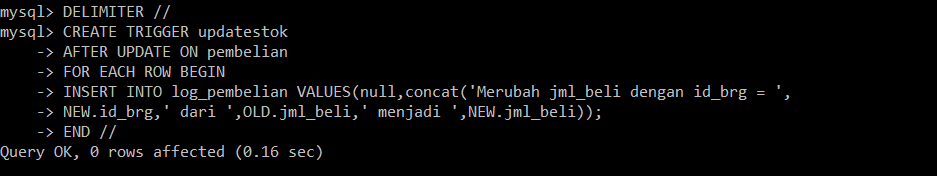 mysql> DELIMITER //
mysql> CREATE TRIGGER updatestok
    -> AFTER UPDATE ON pembelian
    -> FOR EACH ROW BEGIN
    -> INSERT INTO log_pembelian VALUES(null,concat('Merubah jml_beli dengan id_brg = ',
    -> NEW.id_brg,' dari ',OLD.jml_beli,' menjadi ',NEW.jml_beli));
    -> END //
Query OK, 0 rows affected (0.16 sec)